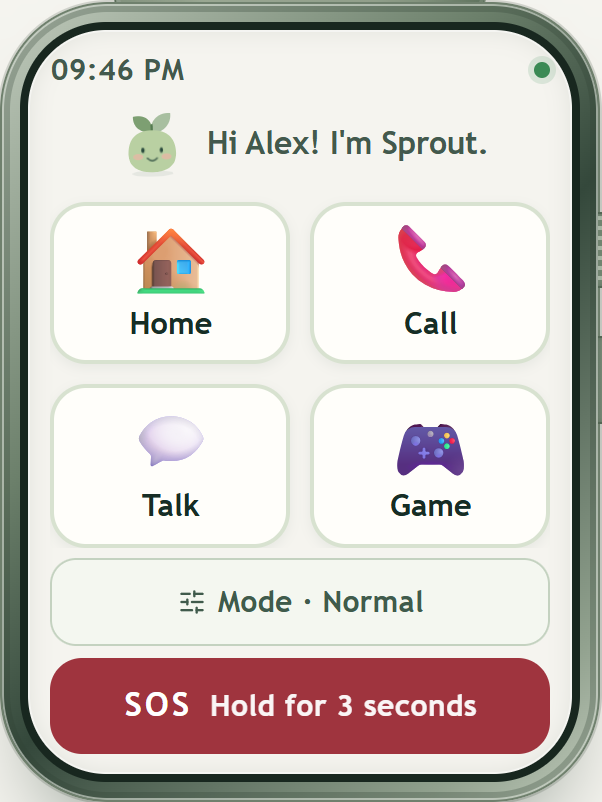 09:46 PM
Hi Alex! I'm Sprout.
Home
Call
Talk
Game
Mode · Normal
SOS Hold for 3 seconds